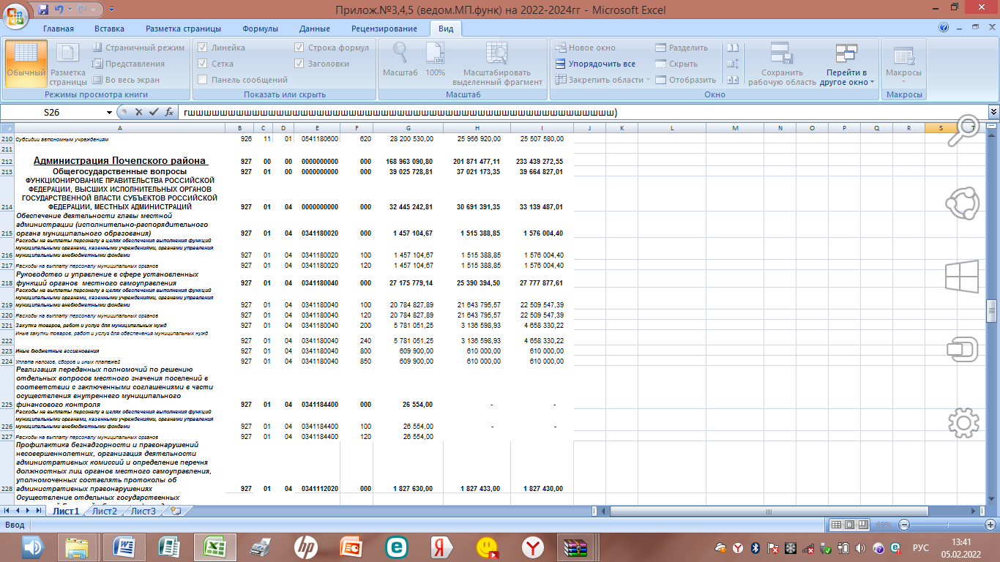 Прилож.№3,4,5 (ведом.МП.функ) на 2022-2024гг - Microsoft Excel
Главная Вставка Разметка страницы Формулы Данные Рецензирование Вид
Обычный
Разметка страницы
Страничный режим
Представления
Во весь экран
Режимы просмотра книги
Линейка
Сетка
Панель сообщений
Строка формул
Заголовки
Показать или скрыть
Масштаб
100%
Масштабировать выделенный фрагмент
Масштаб
Новое окно
Упорядочить все
Закрепить области
Разделить
Скрыть
Отобразить
Сохранить рабочую область
Перейти в другое окно
Окно
Макросы
Макросы
S26
A B C D E F G H I J K L M N O P Q R S T
210 Субсидии автономным учреждениям 926 11 01 0541180600 620 28 200 530,00 25 956 920,00 25 507 580,00
211
212 Администрация Почепского района 927 00 00 0000000000 000 168 963 090,80 201 871 477,11 233 439 272,55
213 Общегосударственные вопросы 927 01 00 0000000000 000 39 025 728,81 37 021 173,35 39 664 827,01
ФУНКЦИОНИРОВАНИЕ ПРАВИТЕЛЬСТВА РОССИЙСКОЙ
ФЕДЕРАЦИИ, ВЫСШИХ ИСПОЛНИТЕЛЬНЫХ ОРГАНОВ
ГОСУДАРСТВЕННОЙ ВЛАСТИ СУБЪЕКТОВ РОССИЙСКОЙ
214 ФЕДЕРАЦИИ, МЕСТНЫХ АДМИНИСТРАЦИЙ 927 01 04 0000000000 000 32 445 242,81 30 691 391,35 33 139 487,01
Обеспечение деятельности главы местной
администрации (исполнительно-распорядительного
215 органа муниципального образования) 927 01 04 0341180020 000 1 457 104,67 1 515 388,85 1 576 004,40
Расходы на выплаты персоналу в целях обеспечения выполнения функций
муниципальными органами, казенными учреждениями, органами управления
216 муниципальными внебюджетными фондами 927 01 04 0341180020 100 1 457 104,67 1 515 388,85 1 576 004,40
217 Расходы на выплату персоналу муниципальных органов 927 01 04 0341180020 120 1 457 104,67 1 515 388,85 1 576 004,40
Руководство и управление в сфере установленных
218 функций органов местного самоуправления 927 01 04 0341180040 000 27 175 779,14 25 390 394,50 27 777 877,61
Расходы на выплаты персоналу в целях обеспечения выполнения функций
муниципальными органами, казенными учреждениями, органами управления
219 муниципальными внебюджетными фондами 927 01 04 0341180040 100 20 784 827,89 21 643 795,57 22 509 547,39
220 Расходы на выплату персоналу муниципальных органов 927 01 04 0341180040 120 20 784 827,89 21 643 795,57 22 509 547,39
221 Закупка товаров, работ и услуг для муниципальных нужд 927 01 04 0341180040 200 5 781 051,25 3 136 598,93 4 658 330,22
Иные закупки товаров, работ и услуг для обеспечения муниципальных нужд
222 927 01 04 0341180040 240 5 781 051,25 3 136 598,93 4 658 330,22
223 Иные бюджетные ассигнования 927 01 04 0341180040 800 609 900,00 610 000,00 610 000,00
224 Уплата налогов, сборов и иных платежей 927 01 04 0341180040 850 609 900,00 610 000,00 610 000,00
Реализация переданных полномочий по решению
отдельных вопросов местного значения поселений в
соответствии с заключенными соглашениями в части
осуществления внутреннего муниципального
225 финансового контроля 927 01 04 0341184400 000 26 554,00 - -
Расходы на выплаты персоналу в целях обеспечения выполнения функций
муниципальными органами, казенными учреждениями, органами управления
226 муниципальными внебюджетными фондами 927 01 04 0341184400 100 26 554,00 - -
227 Расходы на выплату персоналу муниципальных органов 927 01 04 0341184400 120 26 554,00
Профилактика безнадзорности и правонарушений
несовершеннолетних, организация деятельности
административных комиссий и определение перечня
должностных лиц органов местного самоуправления,
уполномоченных составлять протоколы об
228 административных правонарушениях 927 01 04 0341112020 000 1 827 630,00 1 827 433,00 1 827 430,00
Осуществление отдельных государственных
Лист1 Лист2 Лист3
Ввод
69%
РУС
13:41
05.02.2022